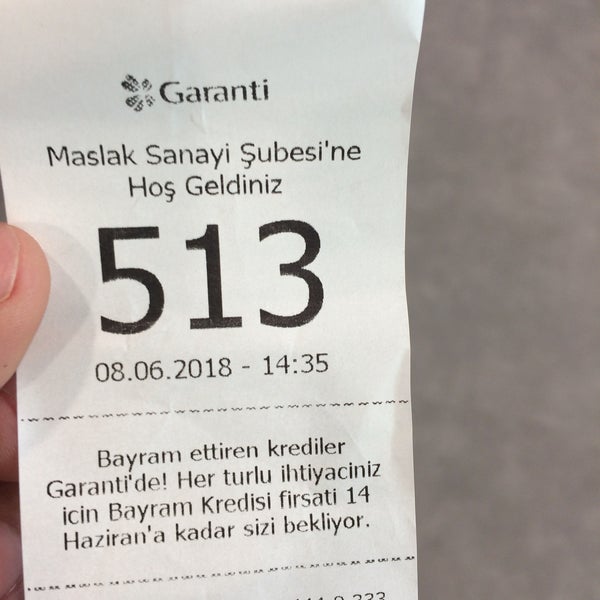 Garanti
Maslak Sanayi Şubesi'ne
Hoş Geldiniz
513
08.06.2018 - 14:35
Bayram ettiren krediler
Garanti'de! Her turlu ihtiyaciniz
icin Bayram Kredisi firsati 14
Haziran'a kadar sizi bekliyor.